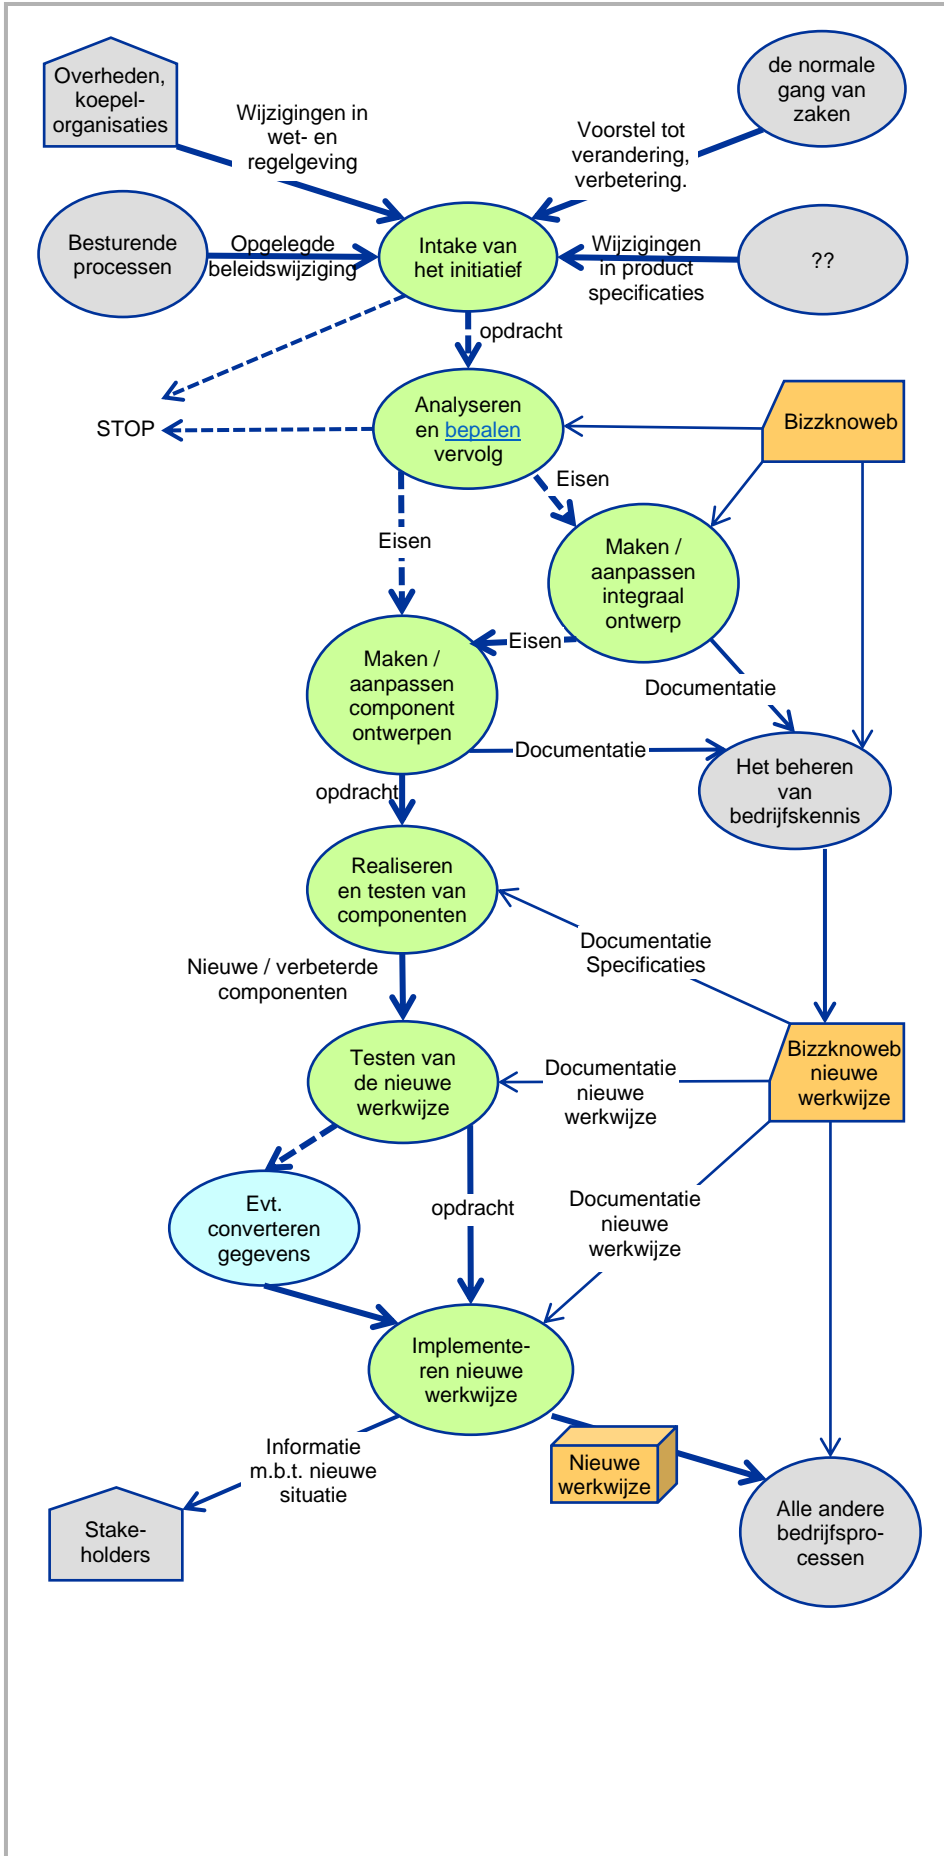 Overheden,
koepel-
organisaties
de normale
gang van
zaken
Wijzigingen in
wet- en
regelgeving
Voorstel tot
verandering,
verbetering.
Besturende
processen
Opgelegde
beleidswijziging
Intake van
het initiatief
Wijzigingen
in product
specificaties
??
opdracht
STOP
Analyseren
en bepalen
vervolg
Bizzknoweb
Eisen
Eisen
Maken /
aanpassen
integraal
ontwerp
Eisen
Maken /
aanpassen
component
ontwerpen
Documentatie
Documentatie
Het beheren
van
bedrijfskennis
opdracht
Realiseren
en testen van
componenten
Documentatie
Specificaties
Nieuwe / verbeterde
componenten
Testen van
de nieuwe
werkwijze
Documentatie
nieuwe
werkwijze
Bizzknoweb
nieuwe
werkwijze
Evt.
converteren
gegevens
opdracht
Documentatie
nieuwe
werkwijze
Implemente-
ren nieuwe
werkwijze
Informatie
m.b.t. nieuwe
situatie
Nieuwe
werkwijze
Stake-
holders
Alle andere
bedrijfspro-
cessen